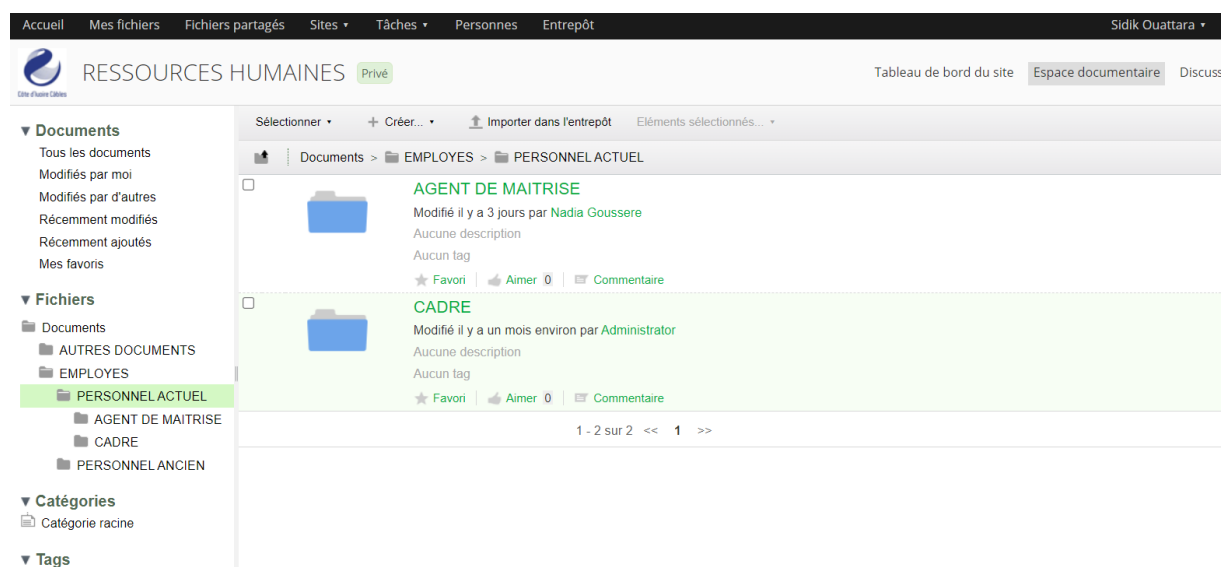 Accueil Mes fichiers Fichiers partagés Sites Tâches Personnes Entrepôt Sidik Ouattara
Côte d'Ivoire Câbles
RESSOURCES HUMAINES Privé Tableau de bord du site Espace documentaire Discuss
Documents
Tous les documents
Modifiés par moi
Modifiés par d'autres
Récemment modifiés
Récemment ajoutés
Mes favoris
Fichiers
Documents
AUTRES DOCUMENTS
EMPLOYES
PERSONNEL ACTUEL
AGENT DE MAITRISE
CADRE
PERSONNEL ANCIEN
Catégories
Catégorie racine
Tags
Sélectionner + Créer... Importer dans l'entrepôt Eléments sélectionnés...
Documents > EMPLOYES > PERSONNEL ACTUEL
AGENT DE MAITRISE
Modifié il y a 3 jours par Nadia Goussere
Aucune description
Aucun tag
Favori Aimer 0 Commentaire
CADRE
Modifié il y a un mois environ par Administrator
Aucune description
Aucun tag
Favori Aimer 0 Commentaire
1 - 2 sur 2 << 1 >>